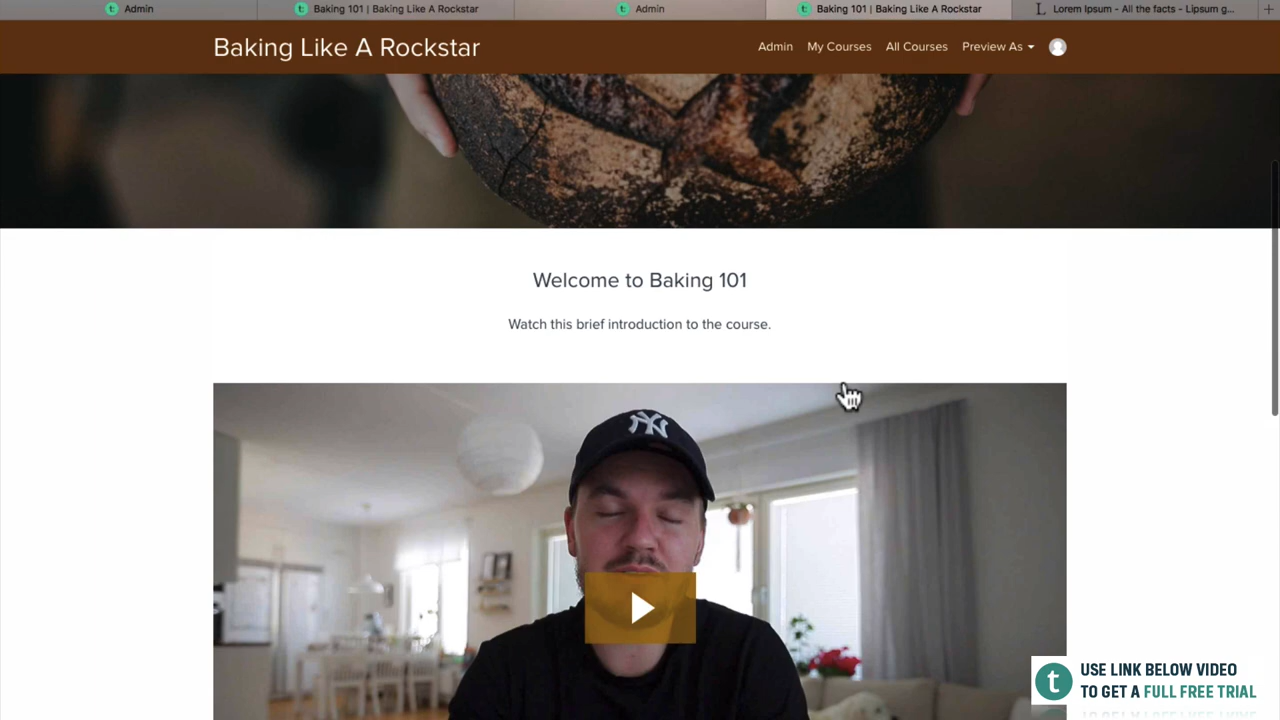 t Admin
t Baking 101 | Baking Like A Rockstar
t Admin
t Baking 101 | Baking Like A Rockstar
L Lorem Ipsum - All the facts - Lipsum g...
Baking Like A Rockstar
Admin My Courses All Courses Preview As
Welcome to Baking 101
Watch this brief introduction to the course.
NY
t USE LINK BELOW VIDEO
TO GET A FULL FREE TRIAL